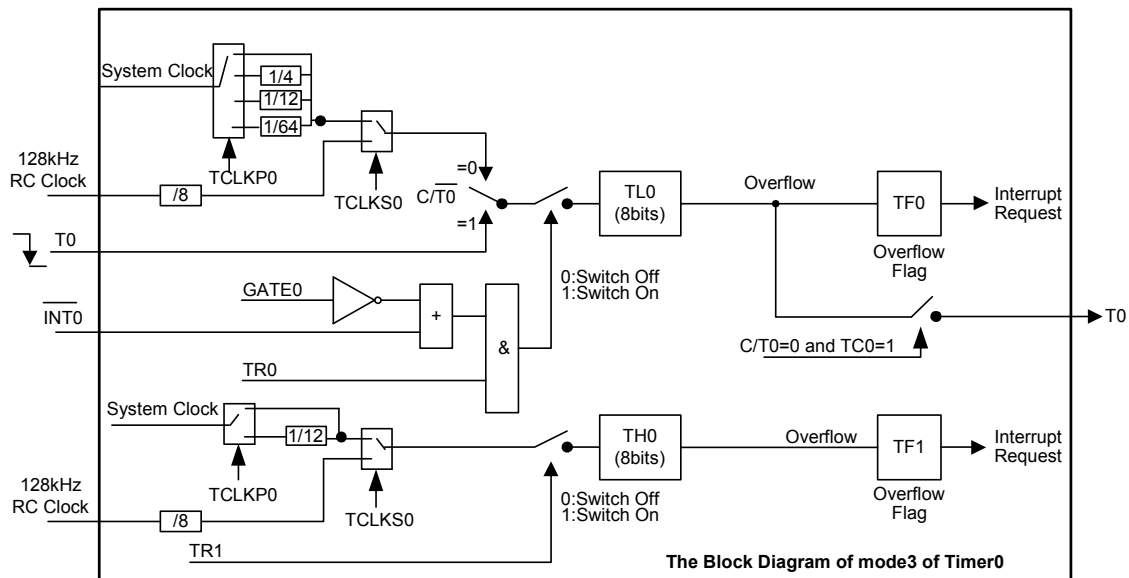 System Clock
1/4
1/12
1/64
128kHz
RC Clock
/8
TCLKP0
TCLKS0
=0
C/T0
=1
T0
TL0
(8bits)
Overflow
TF0
Interrupt
Request
Overflow
Flag
0:Switch Off
1:Switch On
GATE0
INT0
+
&
TR0
T0
C/T0=0 and TC0=1
System Clock
1/12
TCLKP0
TCLKS0
128kHz
RC Clock
/8
TR1
TH0
(8bits)
Overflow
TF1
Interrupt
Request
Overflow
Flag
0:Switch Off
1:Switch On
The Block Diagram of mode3 of Timer0